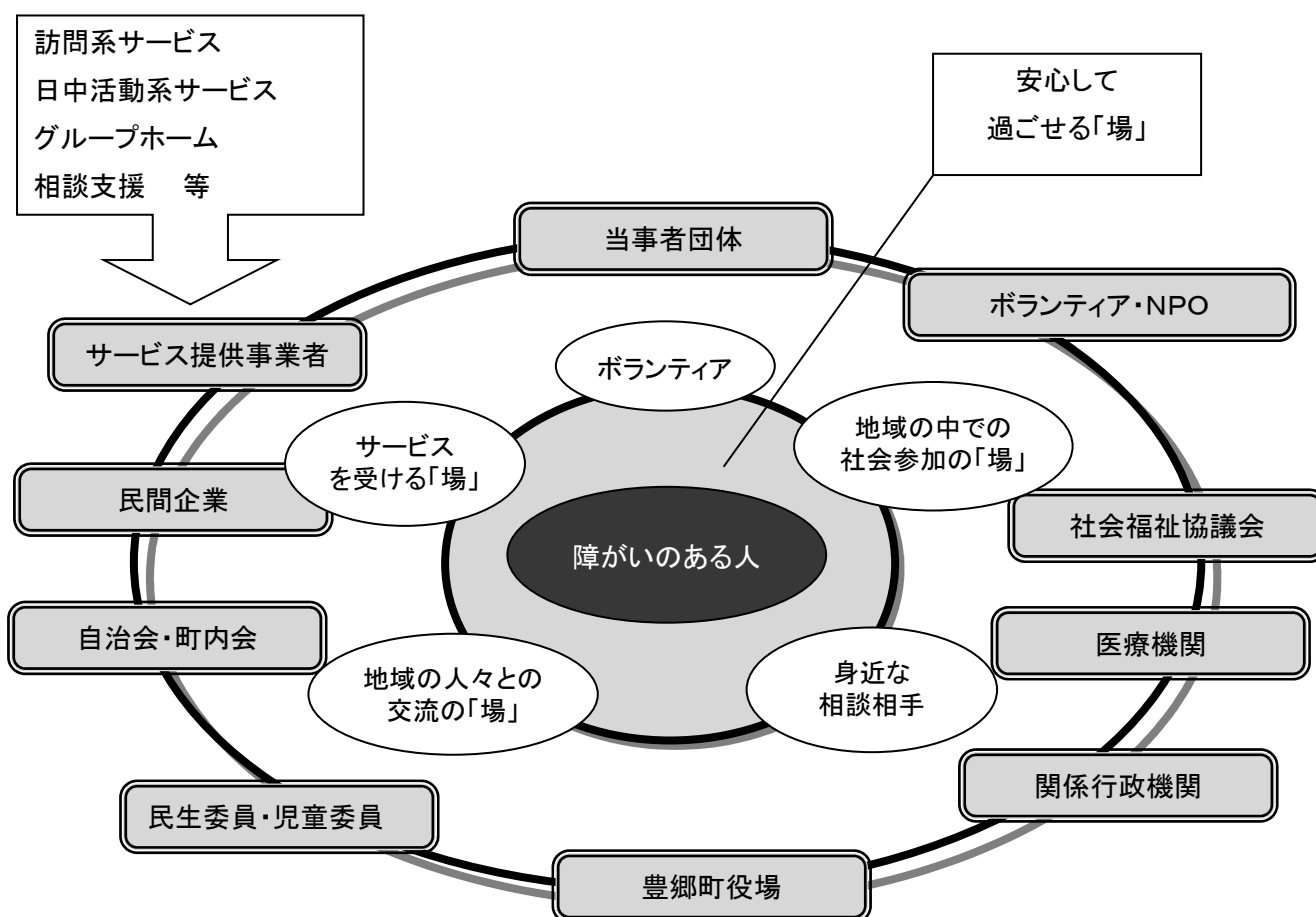 訪問系サービス
日中活動系サービス
グループホーム
相談支援　等
安心して
過ごせる「場」
当事者団体
ボランティア・NPO
サービス提供事業者
ボランティア
地域の中での
社会参加の「場」
サービス
を受ける「場」
民間企業
社会福祉協議会
障がいのある人
自治会・町内会
医療機関
地域の人々との
交流の「場」
身近な
相談相手
関係行政機関
民生委員・児童委員
豊郷町役場